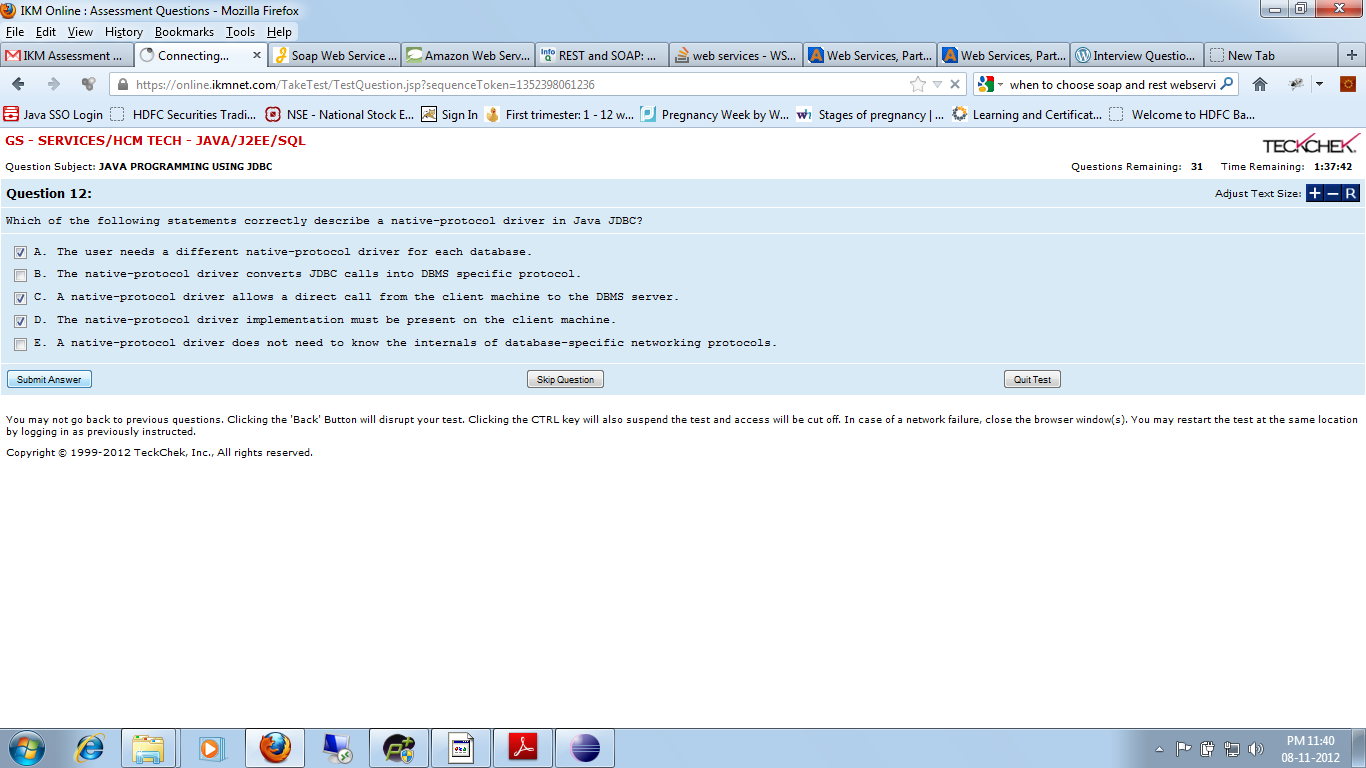 IKM Online : Assessment Questions - Mozilla Firefox
File Edit View History Bookmarks Tools Help
IKM Assessment ... Connecting... Soap Web Service ... Amazon Web Serv... REST and SOAP: ... web services - WS... Web Services, Part... Web Services, Part... Interview Questio... New Tab
https://online.ikmnet.com/TakeTest/TestQuestion.jsp?sequenceToken=1352398061236 when to choose soap and rest webservi
Java SSO Login HDFC Securities Tradi... NSE - National Stock E... Sign In First trimester: 1 - 12 w... Pregnancy Week by W... Stages of pregnancy | ... Learning and Certificat... Welcome to HDFC Ba...
GS - SERVICES/HCM TECH - JAVA/J2EE/SQL
TECKCHEK
Question Subject: JAVA PROGRAMMING USING JDBC Questions Remaining: 31 Time Remaining: 1:37:42
Question 12: Adjust Text Size: + − R
Which of the following statements correctly describe a native-protocol driver in Java JDBC?
A. The user needs a different native-protocol driver for each database.
B. The native-protocol driver converts JDBC calls into DBMS specific protocol.
C. A native-protocol driver allows a direct call from the client machine to the DBMS server.
D. The native-protocol driver implementation must be present on the client machine.
E. A native-protocol driver does not need to know the internals of database-specific networking protocols.
Submit Answer Skip Question Quit Test
You may not go back to previous questions. Clicking the 'Back' Button will disrupt your test. Clicking the CTRL key will also suspend the test and access will be cut off. In case of a network failure, close the browser window(s). You may restart the test at the same location
by logging in as previously instructed.
Copyright © 1999-2012 TeckChek, Inc., All rights reserved.
PM 11:40
08-11-2012